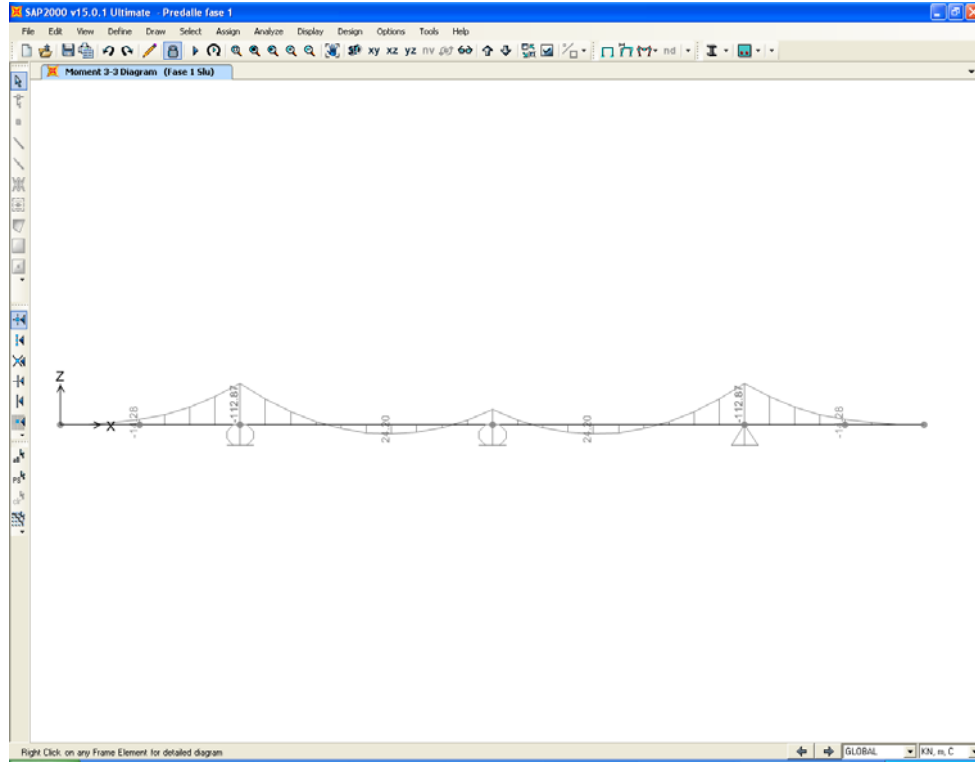 SAP2000 v15.0.1 Ultimate - Predalle fase 1
File Edit View Define Draw Select Assign Analyze Display Design Options Tools Help
xy xz yz nv nd
Moment 3-3 Diagram (Fase 1 Slu)
Z
X
-112.87
24.20
24.20
-112.87
Right Click on any Frame Element for detailed diagram
GLOBAL
KN, m, C